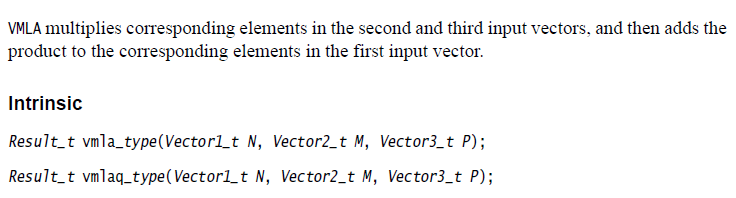 VMLA multiplies corresponding elements in the second and third input vectors, and then adds the
product to the corresponding elements in the first input vector.
Intrinsic
Result_t vmla_type(Vector1_t N, Vector2_t M, Vector3_t P);
Result_t vmlaq_type(Vector1_t N, Vector2_t M, Vector3_t P);